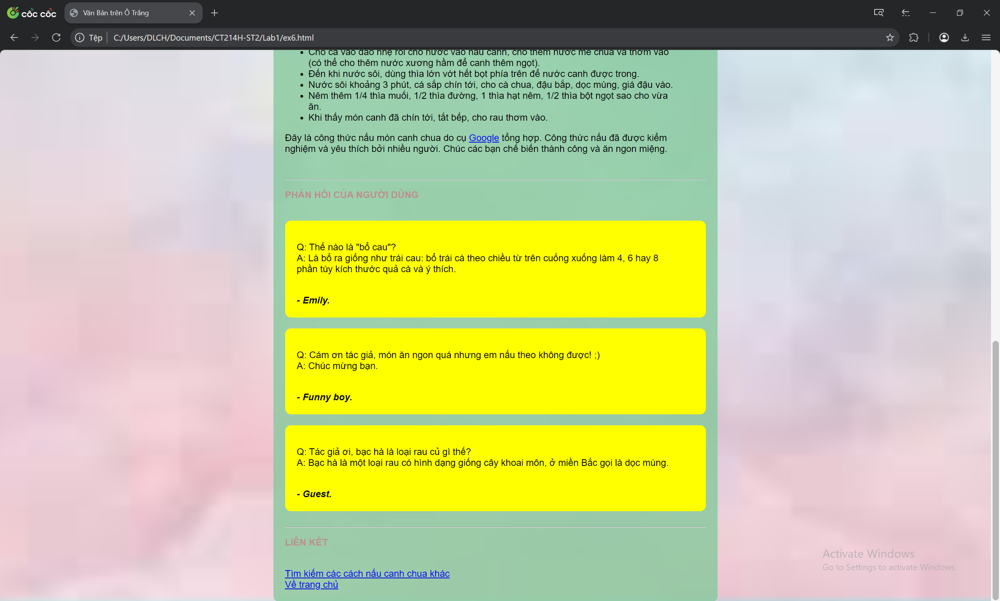 cốc cốc
Văn Bản trên Ô Trắng
Tệp
C:/Users/DLCH/Documents/CT214H-ST2/Lab1/ex6.html
Cho cá vào đảo nhẹ rồi cho nước vào nấu canh, cho thêm nước me chua và thơm vào
(có thể cho thêm nước xương hầm để canh thêm ngọt).
Đến khi nước sôi, dùng thìa lớn vớt hết bọt phía trên để nước canh được trong.
Nước sôi khoảng 3 phút, cá sắp chín tới, cho cà chua, đậu bắp, dọc mùng, giá đậu vào.
Nêm thêm 1/4 thìa muối, 1/2 thìa đường, 1 thìa hạt nêm, 1/2 thìa bột ngọt sao cho vừa
ăn.
Khi thấy món canh đã chín tới, tắt bếp, cho rau thơm vào.
Đây là công thức nấu món canh chua do cụ Google tổng hợp. Công thức nấu đã được kiểm
nghiệm và yêu thích bởi nhiều người. Chúc các bạn chế biến thành công và ăn ngon miệng.
PHẢN HỒI CỦA NGƯỜI DÙNG
Q: Thế nào là "bổ cau"?
A: Là bổ ra giống như trái cau: bổ trái cà theo chiều từ trên cuống xuống làm 4, 6 hay 8
phần tùy kích thước quả cà và ý thích.
- Emily.
Q: Cám ơn tác giả, món ăn ngon quá nhưng em nấu theo không được! ;)
A: Chúc mừng bạn.
- Funny boy.
Q: Tác giả ơi, bạc hà là loại rau củ gì thế?
A: Bạc hà là một loại rau có hình dạng giống cây khoai môn, ở miền Bắc gọi là dọc mùng.
- Guest.
LIÊN KẾT
Tìm kiếm các cách nấu canh chua khác
Về trang chủ
Activate Windows
Go to Settings to activate Windows.